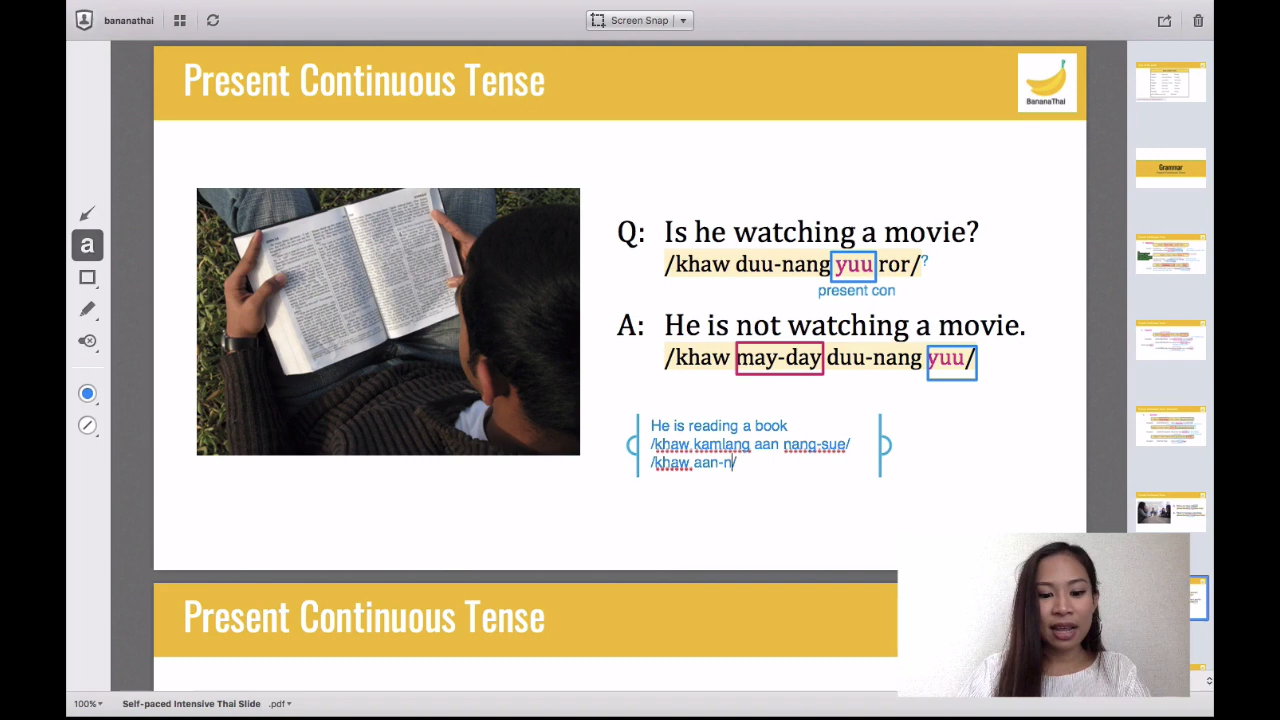 bananathai
Screen Snap
Present Continuous Tense
BananaThai
Q: Is he watching a movie?
/khaw duu-nang yuu ror/?
present con
A: He is not watching a movie.
/khaw may-day duu-nang yuu/
He is reading a book
/khaw kamlang aan nang-sue/
/khaw aan-n/
Grammar
Present Continuous Tense
100%
Self-paced Intensive Thai Slide .pdf